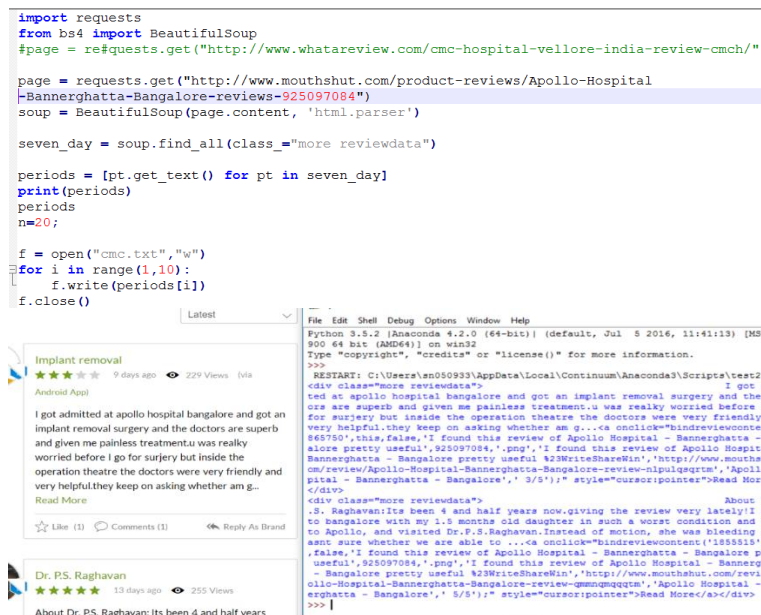 import requests
from bs4 import BeautifulSoup
#page = re#quests.get("http://www.whatareview.com/cmc-hospital-vellore-india-review-cmch/"
page = requests.get("http://www.mouthshut.com/product-reviews/Apollo-Hospital
-Bannerghatta-Bangalore-reviews-925097084")
soup = BeautifulSoup(page.content, 'html.parser')
seven_day = soup.find_all(class_="more reviewdata")
periods = [pt.get_text() for pt in seven_day]
print(periods)
periods
n=20;
f = open("cmc.txt","w")
for i in range(1,10):
    f.write(periods[i])
f.close()
Latest
Implant removal
9 days ago 229 Views (via
Android App)
I got admitted at apollo hospital bangalore and got an
implant removal surgery and the doctors are superb
and given me painless treatment.u was realky
worried before I go for surjery but inside the
operation theatre the doctors were very friendly and
very helpful.they keep on asking whether am g...
Read More
Like (1) Comments (1) Reply As Brand
Dr. P.S. Raghavan
13 days ago 255 Views
About Dr. P.S. Raghavan: Its been 4 and half years
File Edit Shell Debug Options Window Help
Python 3.5.2 |Anaconda 4.2.0 (64-bit)| (default, Jul  5 2016, 11:41:13) [MS
900 64 bit (AMD64)] on win32
Type "copyright", "credits" or "license()" for more information.
>>>
RESTART: C:\Users\sn050933\AppData\Local\Continuum\Anaconda3\Scripts\test2
<div class="more reviewdata"> I got
ted at apollo hospital bangalore and got an implant removal surgery and the
ors are superb and given me painless treatment.u was realky worried before
for surjery but inside the operation theatre the doctors were very friendly
very helpful.they keep on asking whether am g...<a onclick="bindreviewconte
865750',this,false,'I found this review of Apollo Hospital - Bannerghatta -
alore pretty useful',925097084,'.png','I found this review of Apollo Hospit
Bannerghatta - Bangalore pretty useful %23WriteShareWin','http://www.mouths
om/review/Apollo-Hospital-Bannerghatta-Bangalore-review-nlpulqsqrtm','Apoll
pital - Bannerghatta - Bangalore',' 3/5');" style="cursor:pointer">Read Mor
</div>
<div class="more reviewdata"> About
.S. Raghavan:Its been 4 and half years now.giving the review very lately!I
to bangalore with my 1.5 months old daughter in such a worst condition and
to Apollo, and visited Dr.P.S.Raghavan.Instead of motion, she was bleeding
asnt sure whether we are able to ...<a onclick="bindreviewcontent('1855515'
,false,'I found this review of Apollo Hospital - Bannerghatta - Bangalore p
useful',925097084,'.png','I found this review of Apollo Hospital - Bannerg
- Bangalore pretty useful %23WriteShareWin','http://www.mouthshut.com/revi
ollo-Hospital-Bannerghatta-Bangalore-review-qmmnqmqqqtm','Apollo Hospital -
erghatta - Bangalore',' 5/5');" style="cursor:pointer">Read More</a></div>
>>>